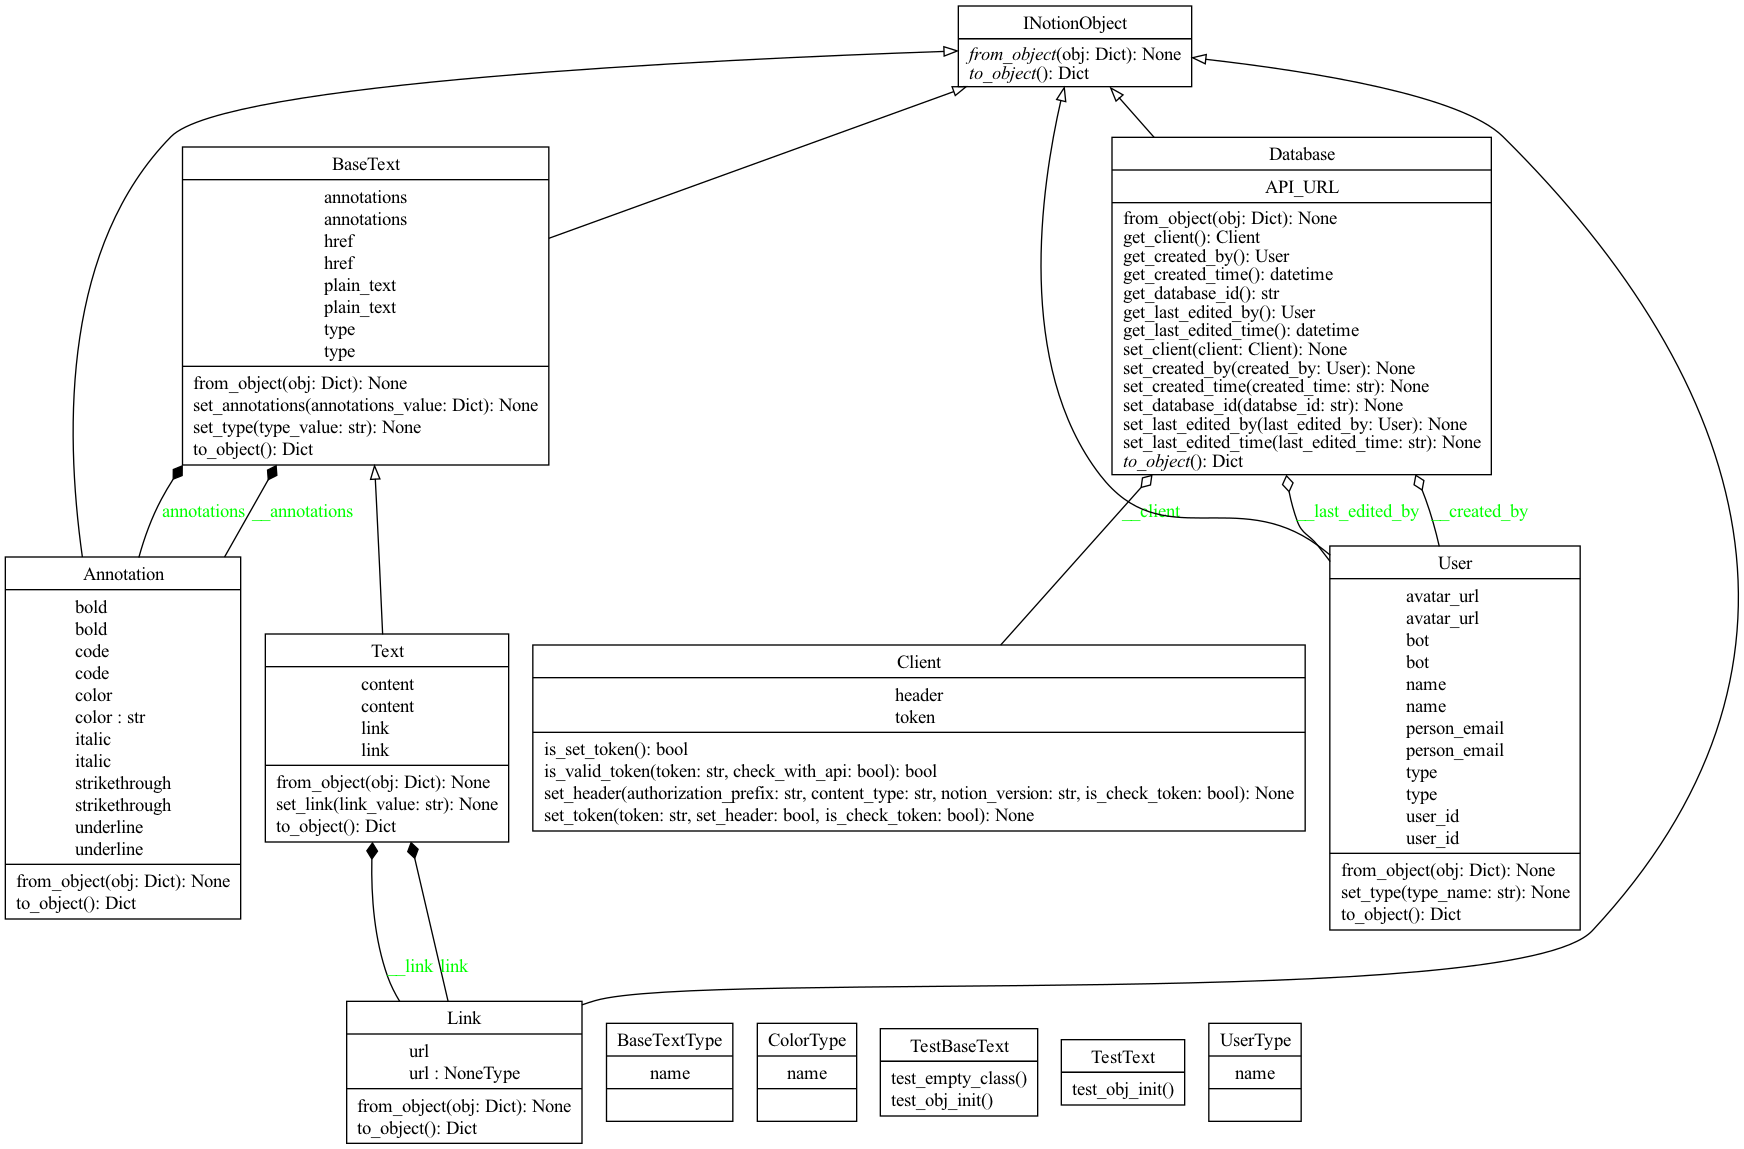 INotionObject
from_object(obj: Dict): None
to_object(): Dict
BaseText
annotations
annotations
href
href
plain_text
plain_text
type
type
from_object(obj: Dict): None
set_annotations(annotations_value: Dict): None
set_type(type_value: str): None
to_object(): Dict
Database
API_URL
from_object(obj: Dict): None
get_client(): Client
get_created_by(): User
get_created_time(): datetime
get_database_id(): str
get_last_edited_by(): User
get_last_edited_time(): datetime
set_client(client: Client): None
set_created_by(created_by: User): None
set_created_time(created_time: str): None
set_database_id(databse_id: str): None
set_last_edited_by(last_edited_by: User): None
set_last_edited_time(last_edited_time: str): None
to_object(): Dict
annotations
__annotations
__client
__last_edited_by
__created_by
Annotation
bold
bold
code
code
color
color : str
italic
italic
strikethrough
strikethrough
underline
underline
from_object(obj: Dict): None
to_object(): Dict
Text
content
content
link
link
from_object(obj: Dict): None
set_link(link_value: str): None
to_object(): Dict
Client
header
token
is_set_token(): bool
is_valid_token(token: str, check_with_api: bool): bool
set_header(authorization_prefix: str, content_type: str, notion_version: str, is_check_token: bool): None
set_token(token: str, set_header: bool, is_check_token: bool): None
User
avatar_url
avatar_url
bot
bot
name
name
person_email
person_email
type
type
user_id
user_id
from_object(obj: Dict): None
set_type(type_name: str): None
to_object(): Dict
__link
link
Link
url
url : NoneType
from_object(obj: Dict): None
to_object(): Dict
BaseTextType
name
ColorType
name
TestBaseText
test_empty_class()
test_obj_init()
TestText
test_obj_init()
UserType
name